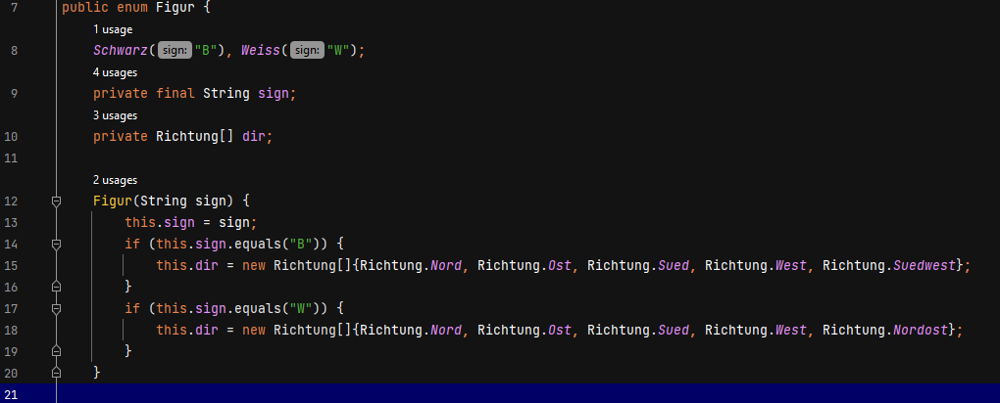 7 public enum Figur {
1 usage
8 Schwarz( sign: "B"), Weiss( sign: "W");
4 usages
9 private final String sign;
3 usages
10 private Richtung[] dir;
11
2 usages
12 Figur(String sign) {
13 this.sign = sign;
14 if (this.sign.equals("B")) {
15 this.dir = new Richtung[]{Richtung.Nord, Richtung.Ost, Richtung.Sued, Richtung.West, Richtung.Suedwest};
16 }
17 if (this.sign.equals("W")) {
18 this.dir = new Richtung[]{Richtung.Nord, Richtung.Ost, Richtung.Sued, Richtung.West, Richtung.Nordost};
19 }
20 }
21